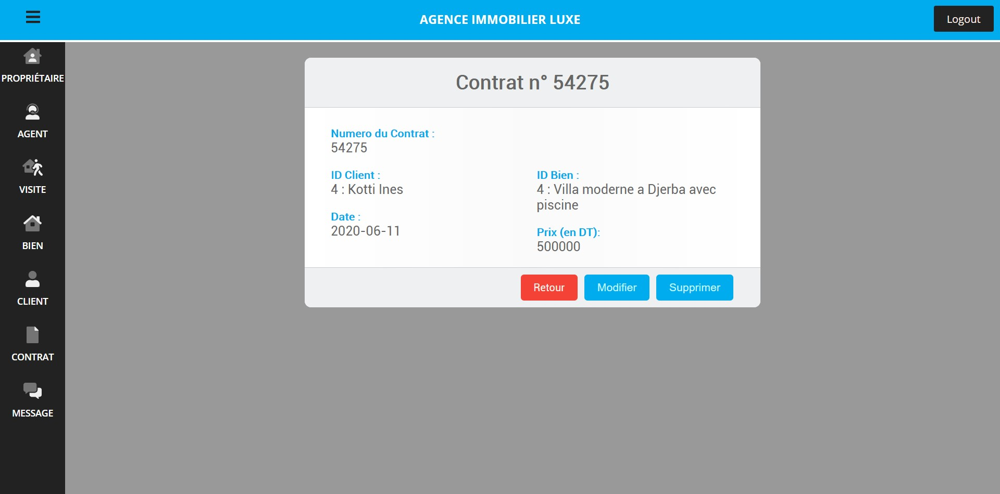 AGENCE IMMOBILIER LUXE
Logout
PROPRIÉTAIRE
AGENT
VISITE
BIEN
CLIENT
CONTRAT
MESSAGE
Contrat n° 54275
Numero du Contrat :
54275
ID Client :
4 : Kotti Ines
Date :
2020-06-11
ID Bien :
4 : Villa moderne a Djerba avec
piscine
Prix (en DT):
500000
Retour
Modifier
Supprimer